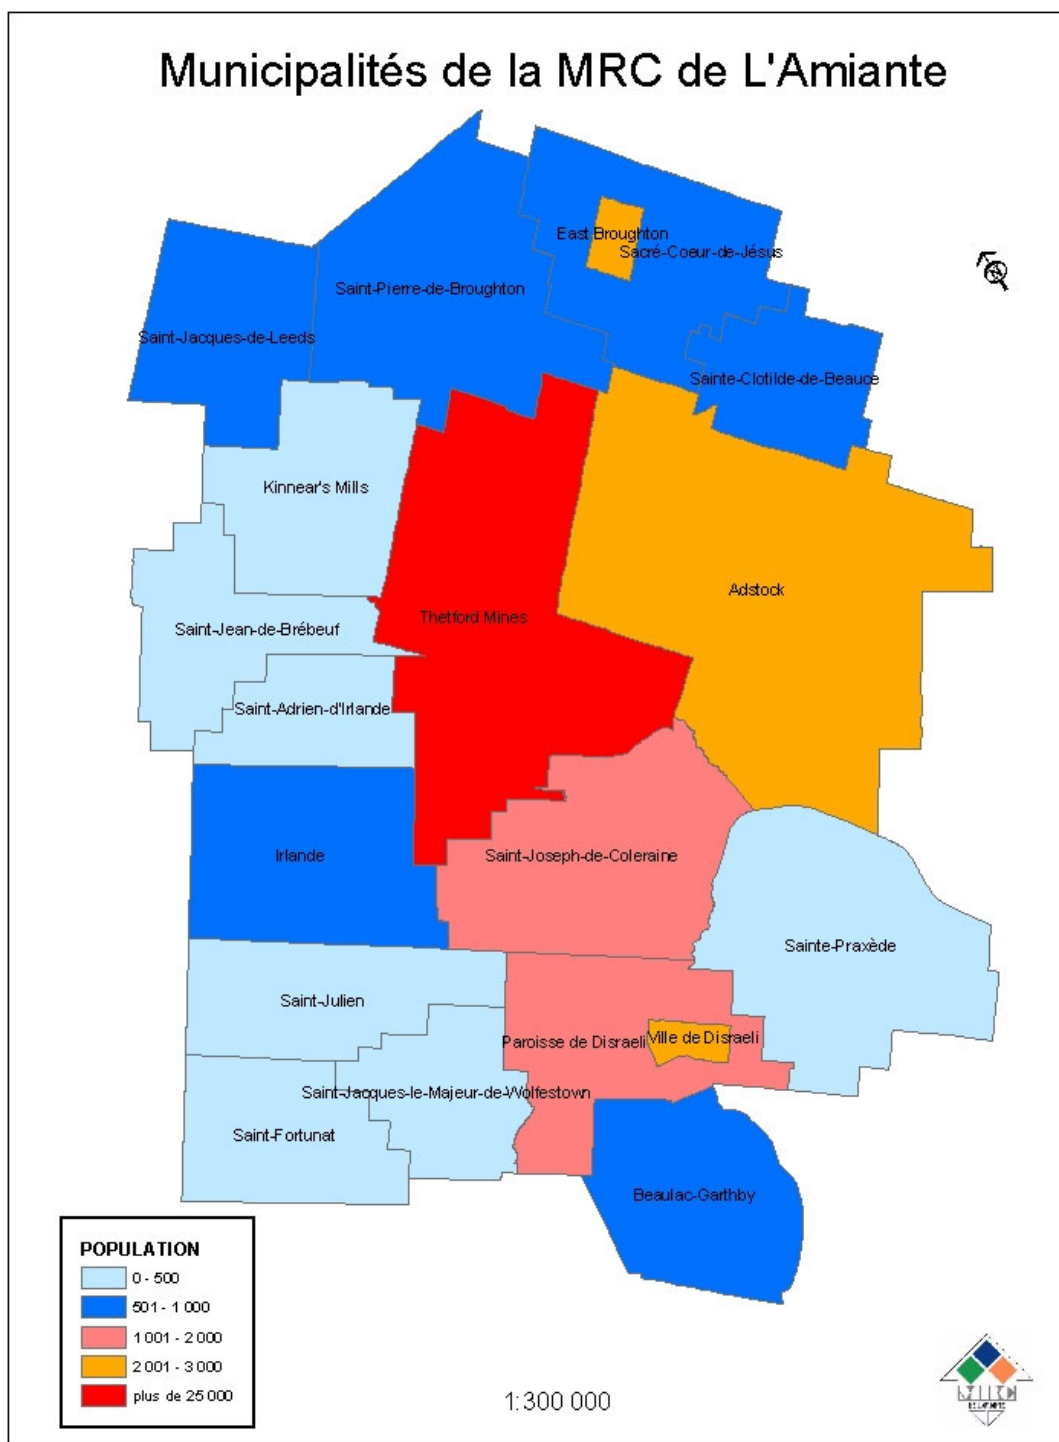 Municipalités de la MRC de L'Amiante
East Broughton
Sacré-Coeur-de-Jésus
Saint-Pierre-de-Broughton
Saint-Jacques-de-Leeds
Sainte-Clotilde-de-Beauce
Kinnear's Mills
Adstock
Thetford Mines
Saint-Jean-de-Brébeuf
Saint-Adrien-d'Irlande
Irlande
Saint-Joseph-de-Coleraine
Sainte-Praxède
Saint-Julien
Paroisse de Disraeli
Ville de Disraeli
Saint-Jacques-le-Majeur-de-Wolfestown
Saint-Fortunat
Beaulac-Garthby
POPULATION
0 - 500
501 - 1 000
1 001 - 2 000
2 001 - 3 000
plus de 25 000
1:300 000
MRC